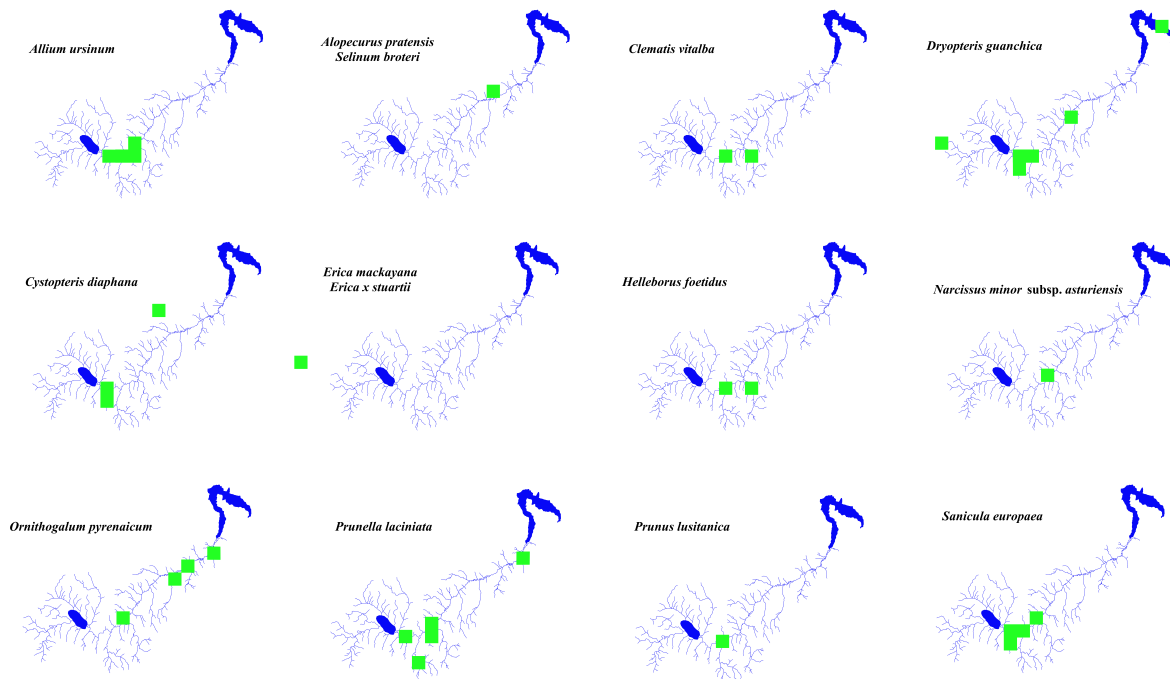 Allium ursinum
Alopecurus pratensis
Selinum broteri
Clematis vitalba
Dryopteris guanchica
Cystopteris diaphana
Erica mackayana
Erica x stuartii
Helleborus foetidus
Narcissus minor subsp. asturiensis
Ornithogalum pyrenaicum
Prunella laciniata
Prunus lusitanica
Sanicula europaea